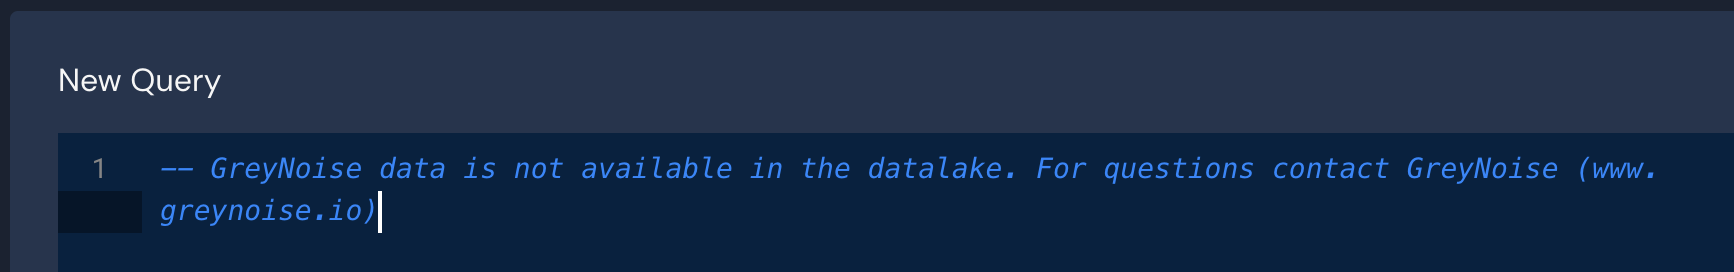 New Query
1 -- GreyNoise data is not available in the datalake. For questions contact GreyNoise (www.
greynoise.io)